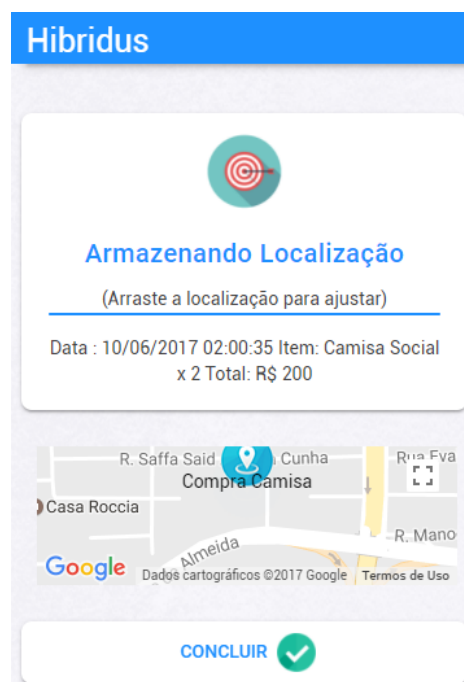 Hibridus
Armazenando Localização
(Arraste a localização para ajustar)
Data : 10/06/2017 02:00:35 Item: Camisa Social
x 2 Total: R$ 200
R. Saffa Said
Cunha
Rua Eva
Compra Camisa
Casa Roccia
R. Mano
Almeida
Google
Dados cartográficos ©2017 Google
Termos de Uso
CONCLUIR